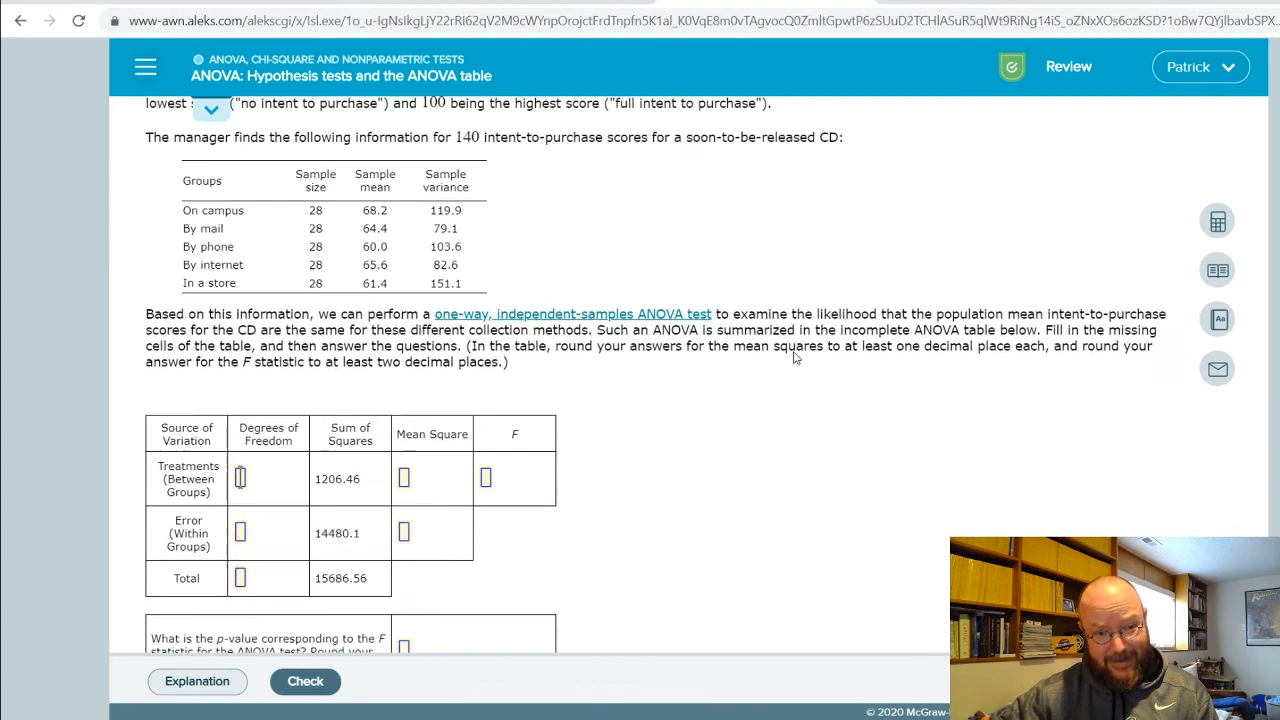 www-awn.aleks.com/alekscgi/x/Isl.exe/1o_u-IgNsIkgLjY22rRI62qV2M9cWYnpOrojctFrdTnpfn5K1al_K0VqE8m0vTAgvocQ0ZmltGpwtP6zSUuD2TCHlASuR5qlWt9RiNg14iS_oZNxXOs6ozKSD?1oBw7QYjlbavbSPX...
ANOVA, CHI-SQUARE AND NONPARAMETRIC TESTS
ANOVA: Hypothesis tests and the ANOVA table
Review
Patrick
lowest s ("no intent to purchase") and 100 being the highest score ("full intent to purchase").
The manager finds the following information for 140 intent-to-purchase scores for a soon-to-be-released CD:
Groups Sample size Sample mean Sample variance
On campus 28 68.2 119.9
By mail 28 64.4 79.1
By phone 28 60.0 103.6
By internet 28 65.6 82.6
In a store 28 61.4 151.1
Based on this information, we can perform a one-way, independent-samples ANOVA test to examine the likelihood that the population mean intent-to-purchase
scores for the CD are the same for these different collection methods. Such an ANOVA is summarized in the incomplete ANOVA table below. Fill in the missing
cells of the table, and then answer the questions. (In the table, round your answers for the mean squares to at least one decimal place each, and round your
answer for the F statistic to at least two decimal places.)
Source of Variation Degrees of Freedom Sum of Squares Mean Square F
Treatments (Between Groups) 1206.46
Error (Within Groups) 14480.1
Total 15686.56
What is the p-value corresponding to the F
statistic for the ANOVA test? Round your
Explanation
Check
© 2020 McGraw-